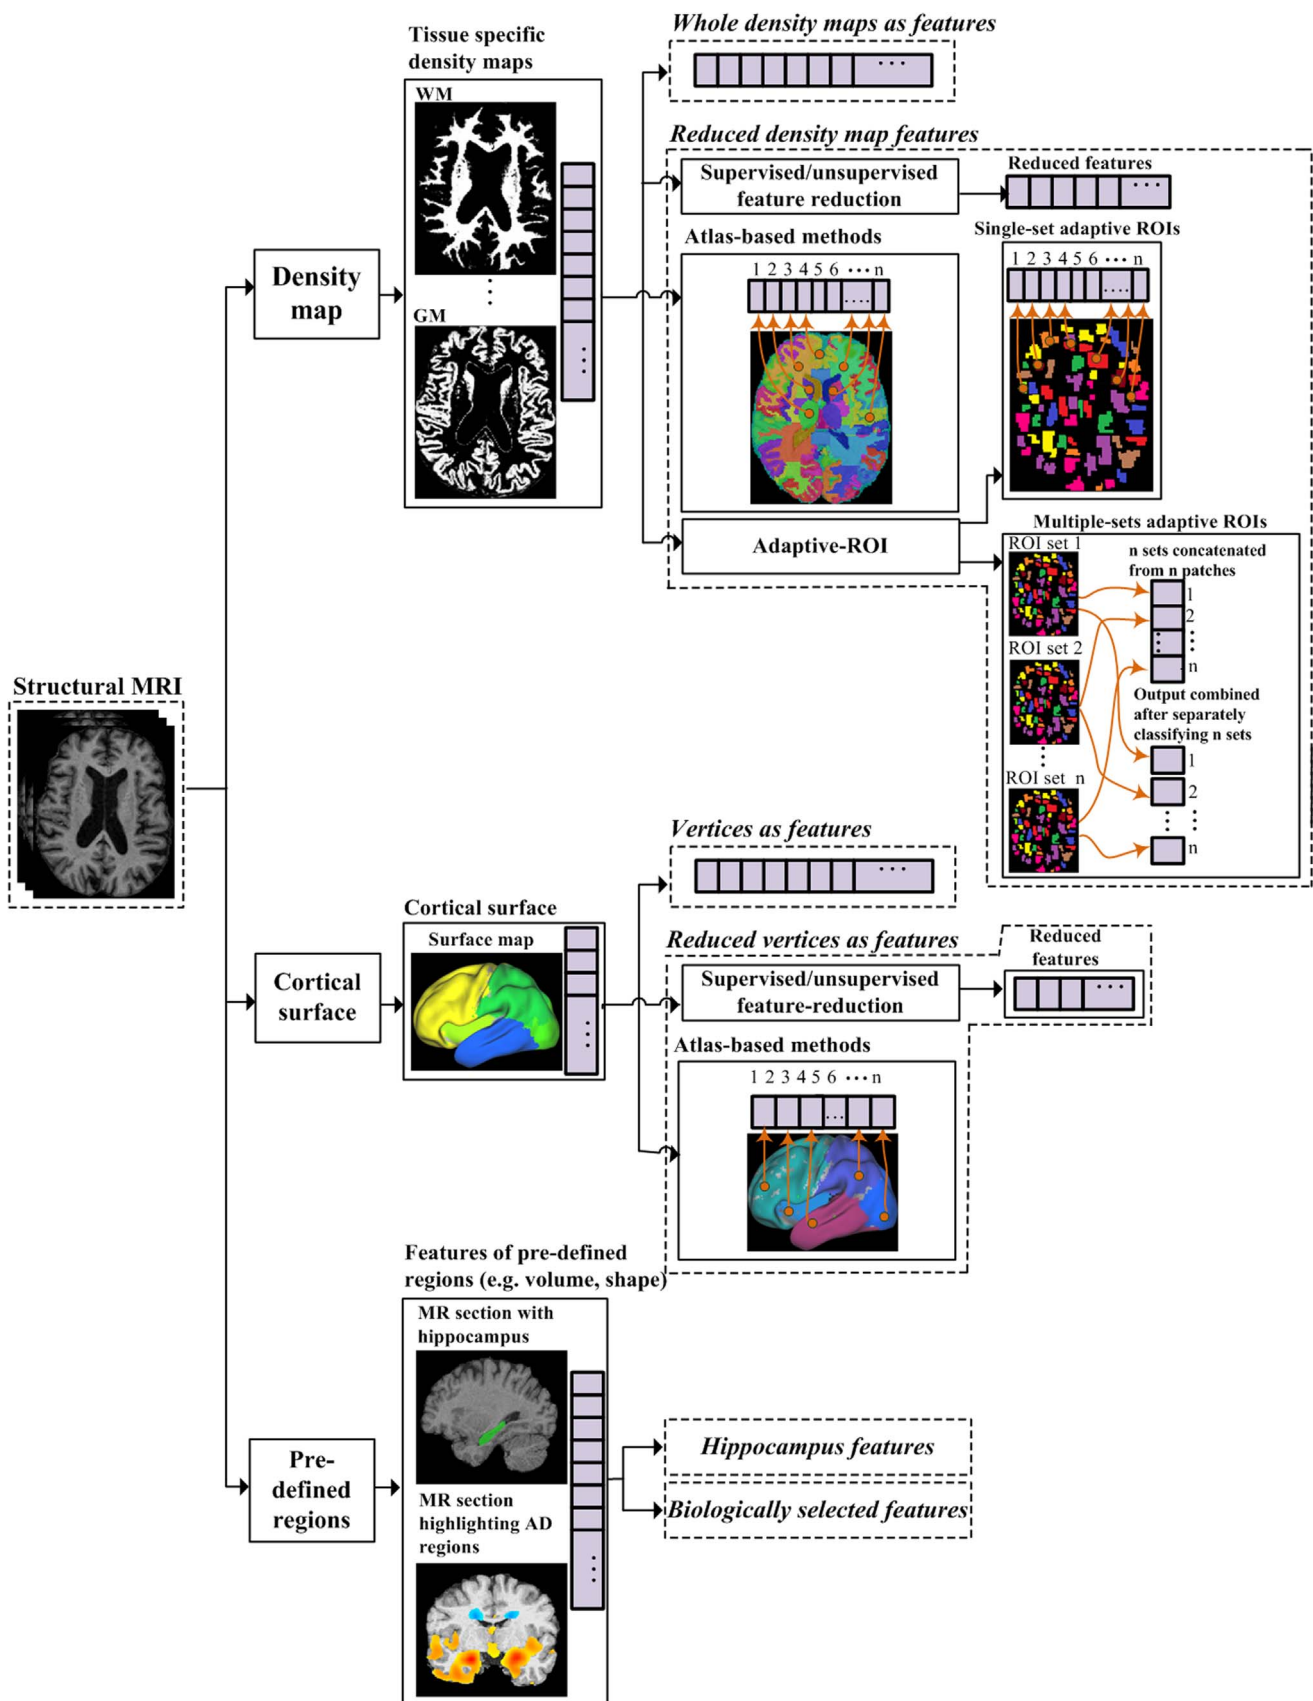 Whole density maps as features
Tissue specific
density maps
WM
GM
Density
map
Reduced density map features
Supervised/unsupervised
feature reduction
Reduced features
Atlas-based methods
1 2 3 4 5 6 ••• n
Single-set adaptive ROIs
1 2 3 4 5 6 ••• n
Adaptive-ROI
Multiple-sets adaptive ROIs
ROI set 1
ROI set 2
ROI set n
n sets concatenated
from n patches
1
2
n
Output combined
after separately
classifying n sets
1
2
n
Structural MRI
Cortical
surface
Cortical surface
Surface map
Vertices as features
Reduced vertices as features
Supervised/unsupervised
feature-reduction
Reduced
features
Atlas-based methods
1 2 3 4 5 6 ••• n
Pre-
defined
regions
Features of pre-defined
regions (e.g. volume, shape)
MR section with
hippocampus
MR section
highlighting AD
regions
Hippocampus features
Biologically selected features